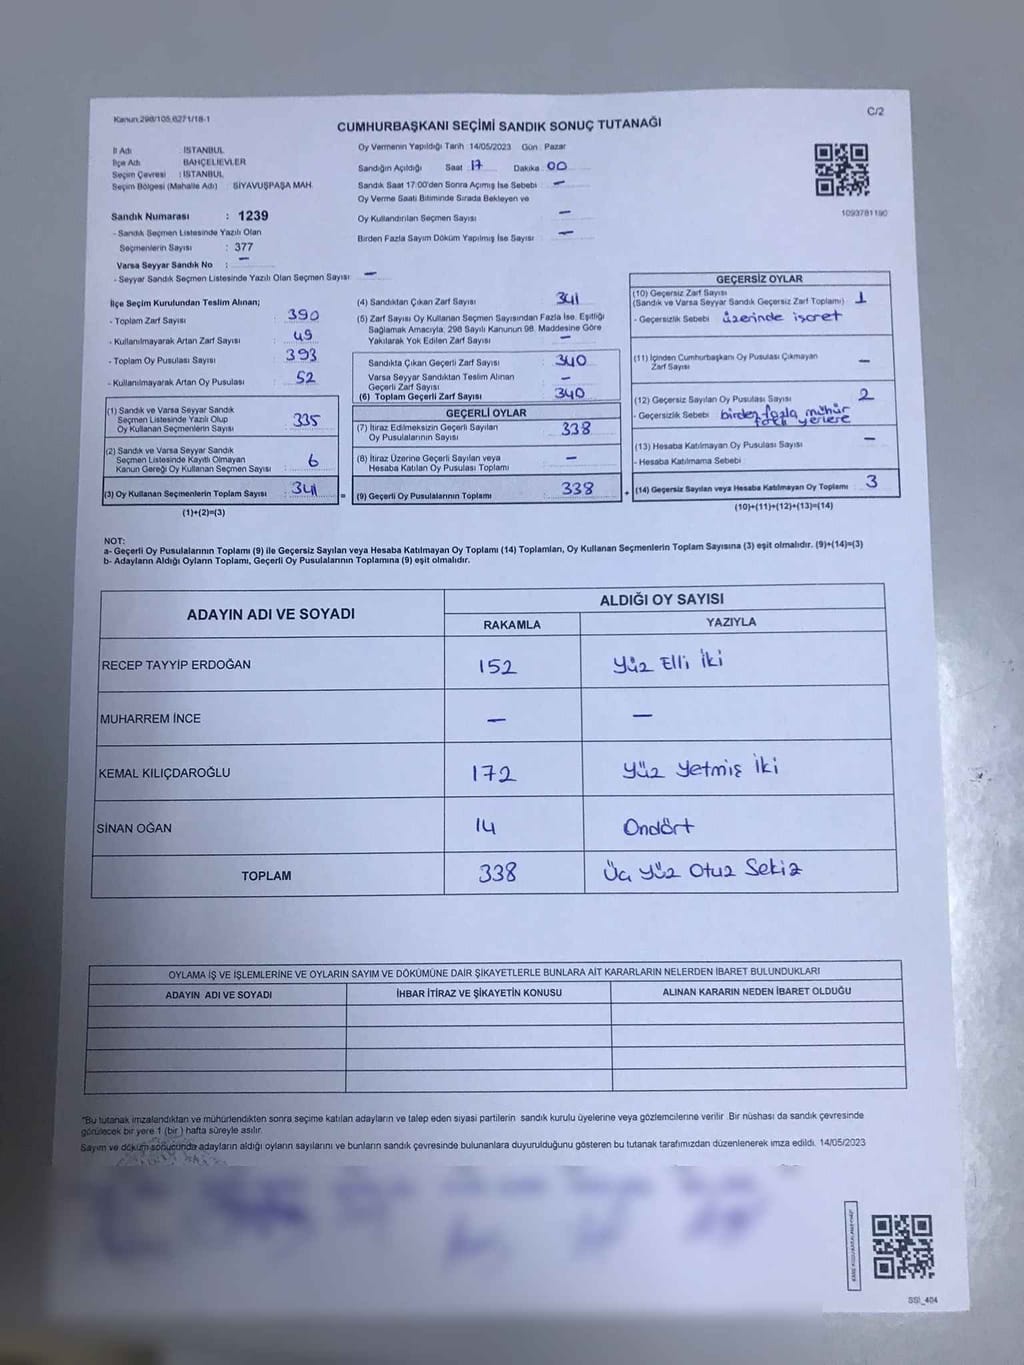 Kanun:298/105,6271/18-1
C/2
CUMHURBAŞKANI SEÇİMİ SANDIK SONUÇ TUTANAĞI
İl Adı : İSTANBUL
İlçe Adı : BAHÇELİEVLER
Seçim Çevresi : İSTANBUL
Seçim Bölgesi (Mahalle Adı) : SİYAVUŞPAŞA MAH.
Oy Vermenin Yapıldığı Tarih :14/05/2023 Gün : Pazar
Sandığın Açıldığı Saat : 17 Dakika : 00
Sandık Saat 17:00'den Sonra Açılmış İse Sebebi : —
Oy Verme Saati Bitiminde Sırada Bekleyen ve
Oy Kullandırılan Seçmen Sayısı : —
Birden Fazla Sayım Döküm Yapılmış İse Sayısı : —
1093781190
Sandık Numarası : 1239
- Sandık Seçmen Listesinde Yazılı Olan
Seçmenlerin Sayısı : 377
Varsa Seyyar Sandık No : —
- Seyyar Sandık Seçmen Listesinde Yazılı Olan Seçmen Sayısı : —
İlçe Seçim Kurulundan Teslim Alınan;
- Toplam Zarf Sayısı : 390
- Kullanılmayarak Artan Zarf Sayısı : 49
- Toplam Oy Pusulası Sayısı : 393
- Kullanılmayarak Artan Oy Pusulası : 52
(1) Sandık ve Varsa Seyyar Sandık
Seçmen Listesinde Yazılı Olup
Oy Kullanan Seçmenlerin Sayısı : 335
(2) Sandık ve Varsa Seyyar Sandık
Seçmen Listesinde Kayıtlı Olmayan
Kanun Gereği Oy Kullanan Seçmen Sayısı : 6
(3) Oy Kullanan Seçmenlerin Toplam Sayısı : 341
(1)+(2)=(3)
(4) Sandıktan Çıkan Zarf Sayısı : 341
(5) Zarf Sayısı Oy Kullanan Seçmen Sayısından Fazla İse, Eşitliği
Sağlamak Amacıyla, 298 Sayılı Kanunun 98. Maddesine Göre
Yakılarak Yok Edilen Zarf Sayısı : —
Sandıkta Çıkan Geçerli Zarf Sayısı : 340
Varsa Seyyar Sandıktan Teslim Alınan
Geçerli Zarf Sayısı : —
(6) Toplam Geçerli Zarf Sayısı : 340
GEÇERLİ OYLAR
(7) İtiraz Edilmeksizin Geçerli Sayılan
Oy Pusulalarının Sayısı : 338
(8) İtiraz Üzerine Geçerli Sayılan veya
Hesaba Katılan Oy Pusulası Toplamı : —
= (9) Geçerli Oy Pusulalarının Toplamı : 338
GEÇERSİZ OYLAR
(10) Geçersiz Zarf Sayısı
(Sandık ve Varsa Seyyar Sandık Geçersiz Zarf Toplamı) : 1
- Geçersizlik Sebebi : üzerinde işaret
(11) İçinden Cumhurbaşkanı Oy Pusulası Çıkmayan
Zarf Sayısı : —
(12) Geçersiz Sayılan Oy Pusulası Sayısı : 2
- Geçersizlik Sebebi : birden fazla mühür
yerlere
(13) Hesaba Katılmayan Oy Pusulası Sayısı : —
- Hesaba Katılmama Sebebi :
+ (14) Geçersiz Sayılan veya Hesaba Katılmayan Oy Toplamı : 3
(10)+(11)+(12)+(13)=(14)
NOT:
a- Geçerli Oy Pusulalarının Toplamı (9) ile Geçersiz Sayılan veya Hesaba Katılmayan Oy Toplamı (14) Toplamları, Oy Kullanan Seçmenlerin Toplam Sayısına (3) eşit olmalıdır. (9)+(14)=(3)
b- Adayların Aldığı Oyların Toplamı, Geçerli Oy Pusulalarının Toplamına (9) eşit olmalıdır.
ADAYIN ADI VE SOYADI
ALDIĞI OY SAYISI
RAKAMLA YAZIYLA
RECEP TAYYİP ERDOĞAN 152 Yüz Elli İki
MUHARREM İNCE — —
KEMAL KILIÇDAROĞLU 172 Yüz Yetmiş İki
SİNAN OĞAN 14 Ondört
TOPLAM 338 Üç Yüz Otuz Sekiz
OYLAMA İŞ VE İŞLEMLERİNE VE OYLARIN SAYIM VE DÖKÜMÜNE DAİR ŞİKAYETLERLE BUNLARA AİT KARARLARIN NELERDEN İBARET BULUNDUKLARI
ADAYIN ADI VE SOYADI İHBAR İTİRAZ VE ŞİKAYETİN KONUSU ALINAN KARARIN NEDEN İBARET OLDUĞU
*Bu tutanak imzalandıktan ve mühürlendikten sonra seçime katılan adayların ve talep eden siyasi partilerin sandık kurulu üyelerine veya gözlemcilerine verilir. Bir nüshası da sandık çevresinde
görülecek bir yere 1 (bir ) hafta süreyle asılır.
Sayım ve döküm sonucunda adayların aldığı oyların sayılarını ve bunların sandık çevresinde bulunanlara duyurulduğunu gösteren bu tutanak tarafımızdan düzenlenerek imza edildi. 14/05/2023
SSİ_404